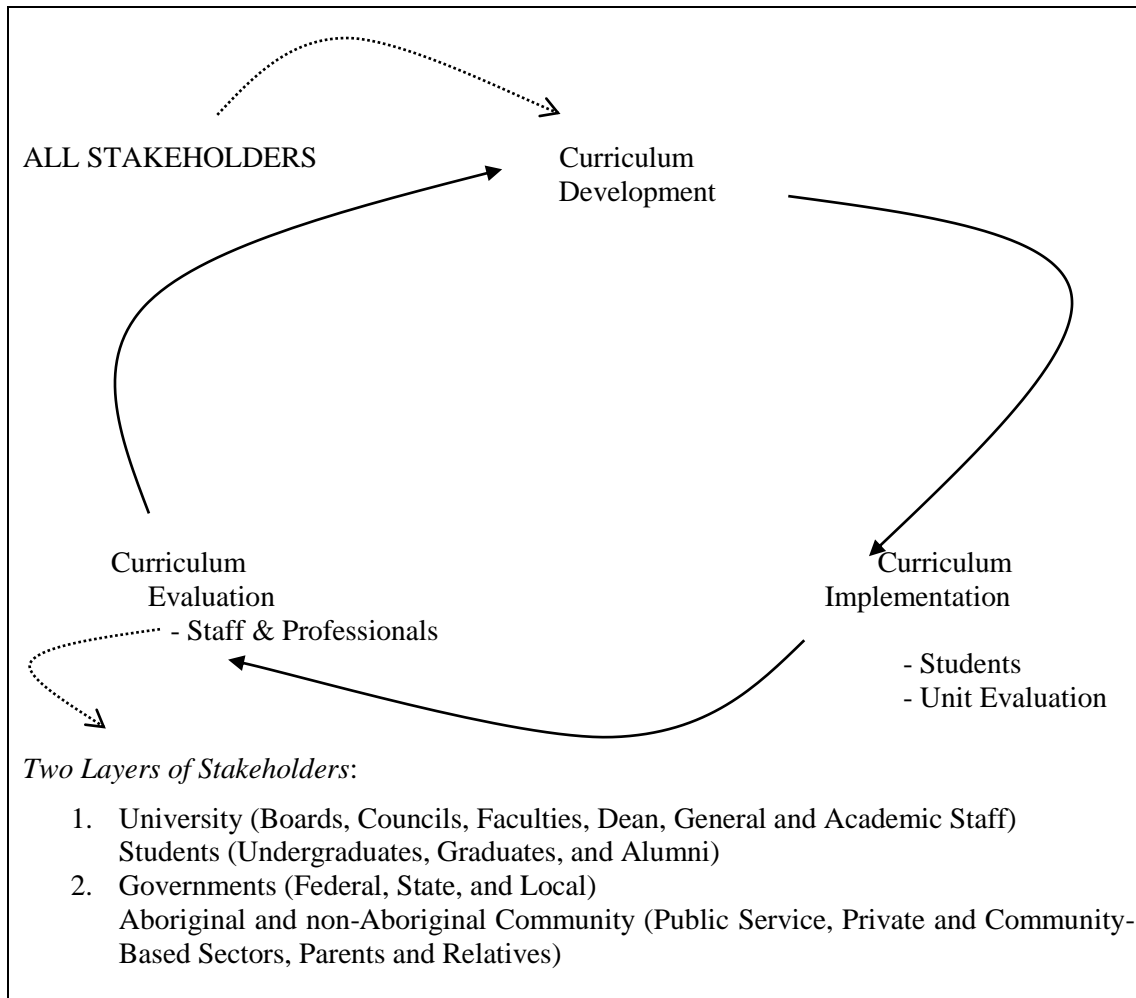 ALL STAKEHOLDERS
Curriculum
Development
Curriculum
Evaluation
- Staff & Professionals
Curriculum
Implementation
- Students
- Unit Evaluation
Two Layers of Stakeholders:
1. University (Boards, Councils, Faculties, Dean, General and Academic Staff)
Students (Undergraduates, Graduates, and Alumni)
2. Governments (Federal, State, and Local)
Aboriginal and non-Aboriginal Community (Public Service, Private and Community-
Based Sectors, Parents and Relatives)